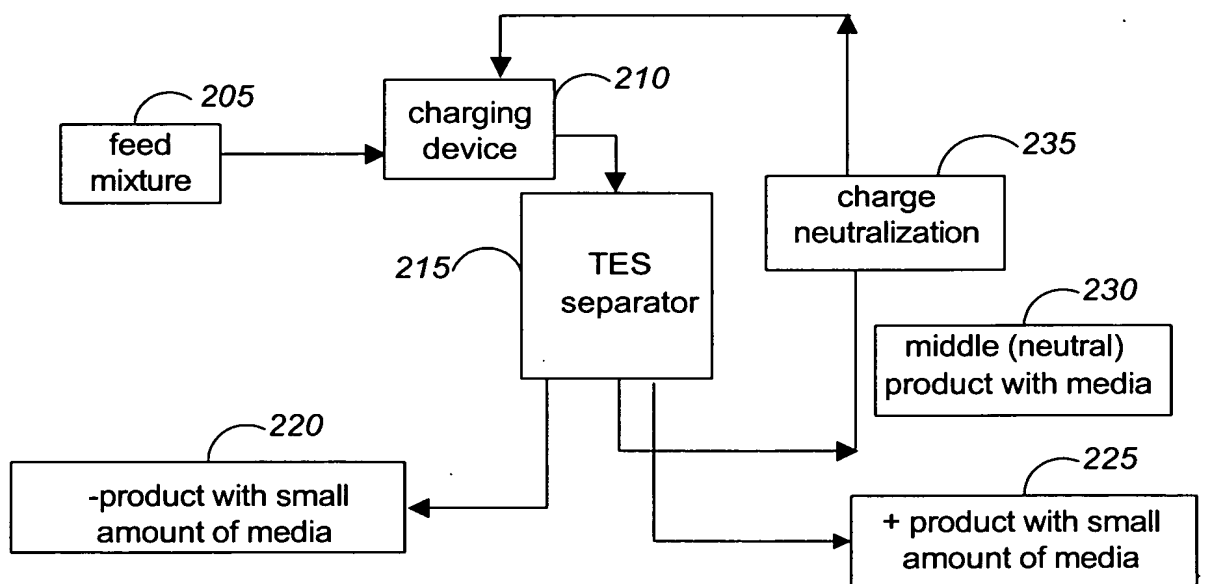 205
feed
mixture
210
charging
device
235
charge
neutralization
215
TES
separator
230
middle (neutral)
product with media
220
-product with small
amount of media
225
+ product with small
amount of media